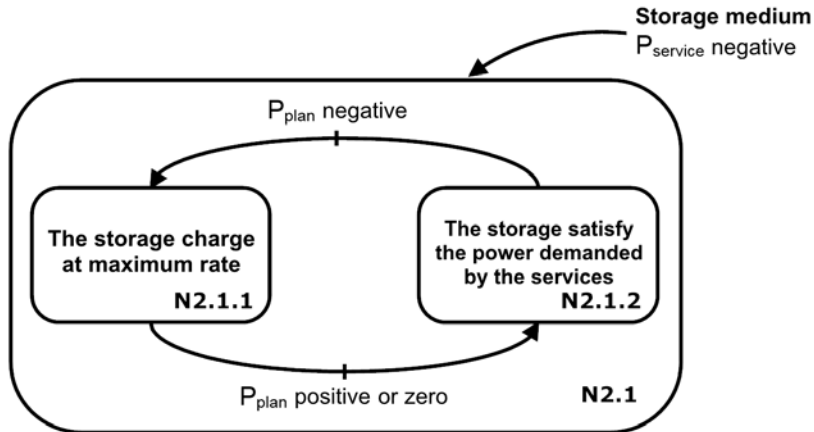 Storage medium
Pservice negative
Pplan negative
The storage charge
at maximum rate
N2.1.1
The storage satisfy
the power demanded
by the services
N2.1.2
Pplan positive or zero
N2.1